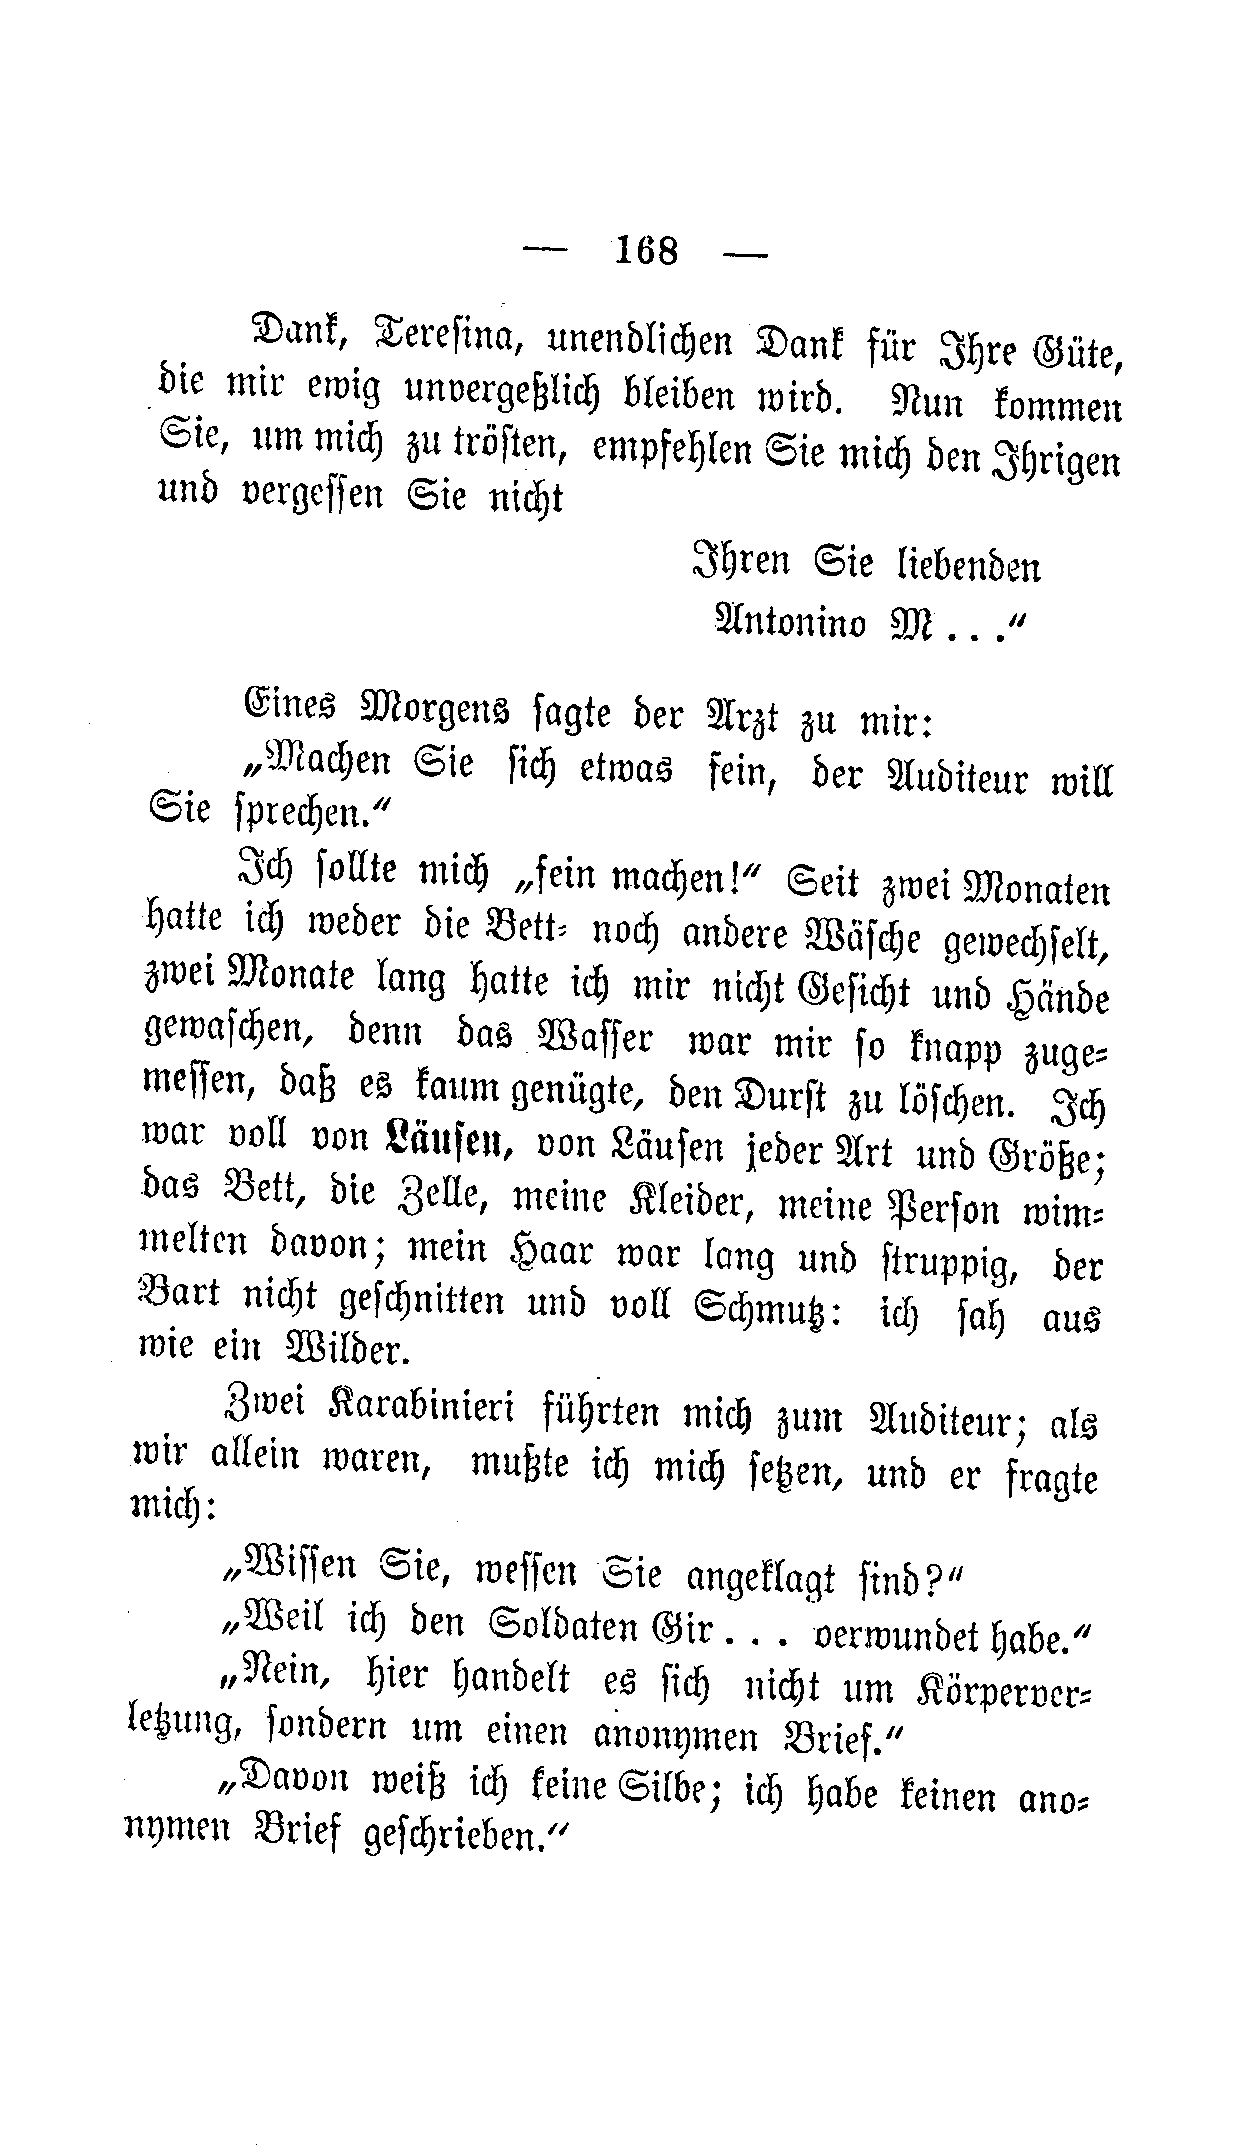 — 168 —
Dank, Teresina, unendlichen Dank für Ihre Güte,
die mir ewig unvergeßlich bleiben wird. Nun kommen
Sie, um mich zu trösten, empfehlen Sie mich den Ihrigen
und vergessen Sie nicht
Ihren Sie liebenden
Antonino M . . .“
Eines Morgens sagte der Arzt zu mir:
„Machen Sie sich etwas fein, der Auditeur will
Sie sprechen.“
Ich sollte mich „fein machen!“ Seit zwei Monaten
hatte ich weder die Bett- noch andere Wäsche gewechselt,
zwei Monate lang hatte ich mir nicht Gesicht und Hände
gewaschen, denn das Wasser war mir so knapp zuge-
messen, daß es kaum genügte, den Durst zu löschen. Ich
war voll von Läusen, von Läusen jeder Art und Größe;
das Bett, die Zelle, meine Kleider, meine Person wim-
melten davon; mein Haar war lang und struppig, der
Bart nicht geschnitten und voll Schmutz: ich sah aus
wie ein Wilder.
Zwei Karabinieri führten mich zum Auditeur; als
wir allein waren, mußte ich mich setzen, und er fragte
mich:
„Wissen Sie, wessen Sie angeklagt sind?“
„Weil ich den Soldaten Gir . . . verwundet habe.“
„Nein, hier handelt es sich nicht um Körperver-
letzung, sondern um einen anonymen Brief.“
„Davon weiß ich keine Silbe; ich habe keinen ano-
nymen Brief geschrieben.“